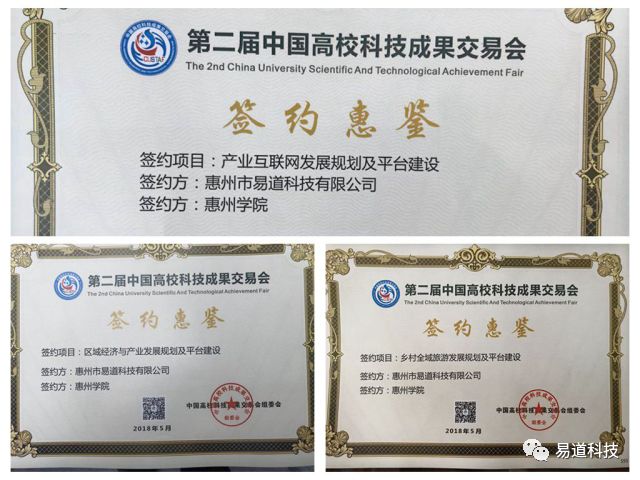 CUSTAF
第二届中国高校科技成果交易会
The 2nd China University Scientific And Technological Achievement Fair
签约惠鉴
签约项目：产业互联网发展规划及平台建设
签约方：惠州市易道科技有限公司
签约方：惠州学院
第二届中国高校科技成果交易会
The 2nd China University Scientific And Technological Achievement Fair
签约惠鉴
签约项目：区域经济与产业发展规划及平台建设
签约方：惠州市易道科技有限公司
签约方：惠州学院
中国高校科技成果交易会组委会
2018年5月
第二届中国高校科技成果交易会
The 2nd China University Scientific And Technological Achievement Fair
签约惠鉴
签约项目：乡村全域旅游发展规划及平台建设
签约方：惠州市易道科技有限公司
签约方：惠州学院
中国高校科技成果交易会组委会
2018年5月
易道科技